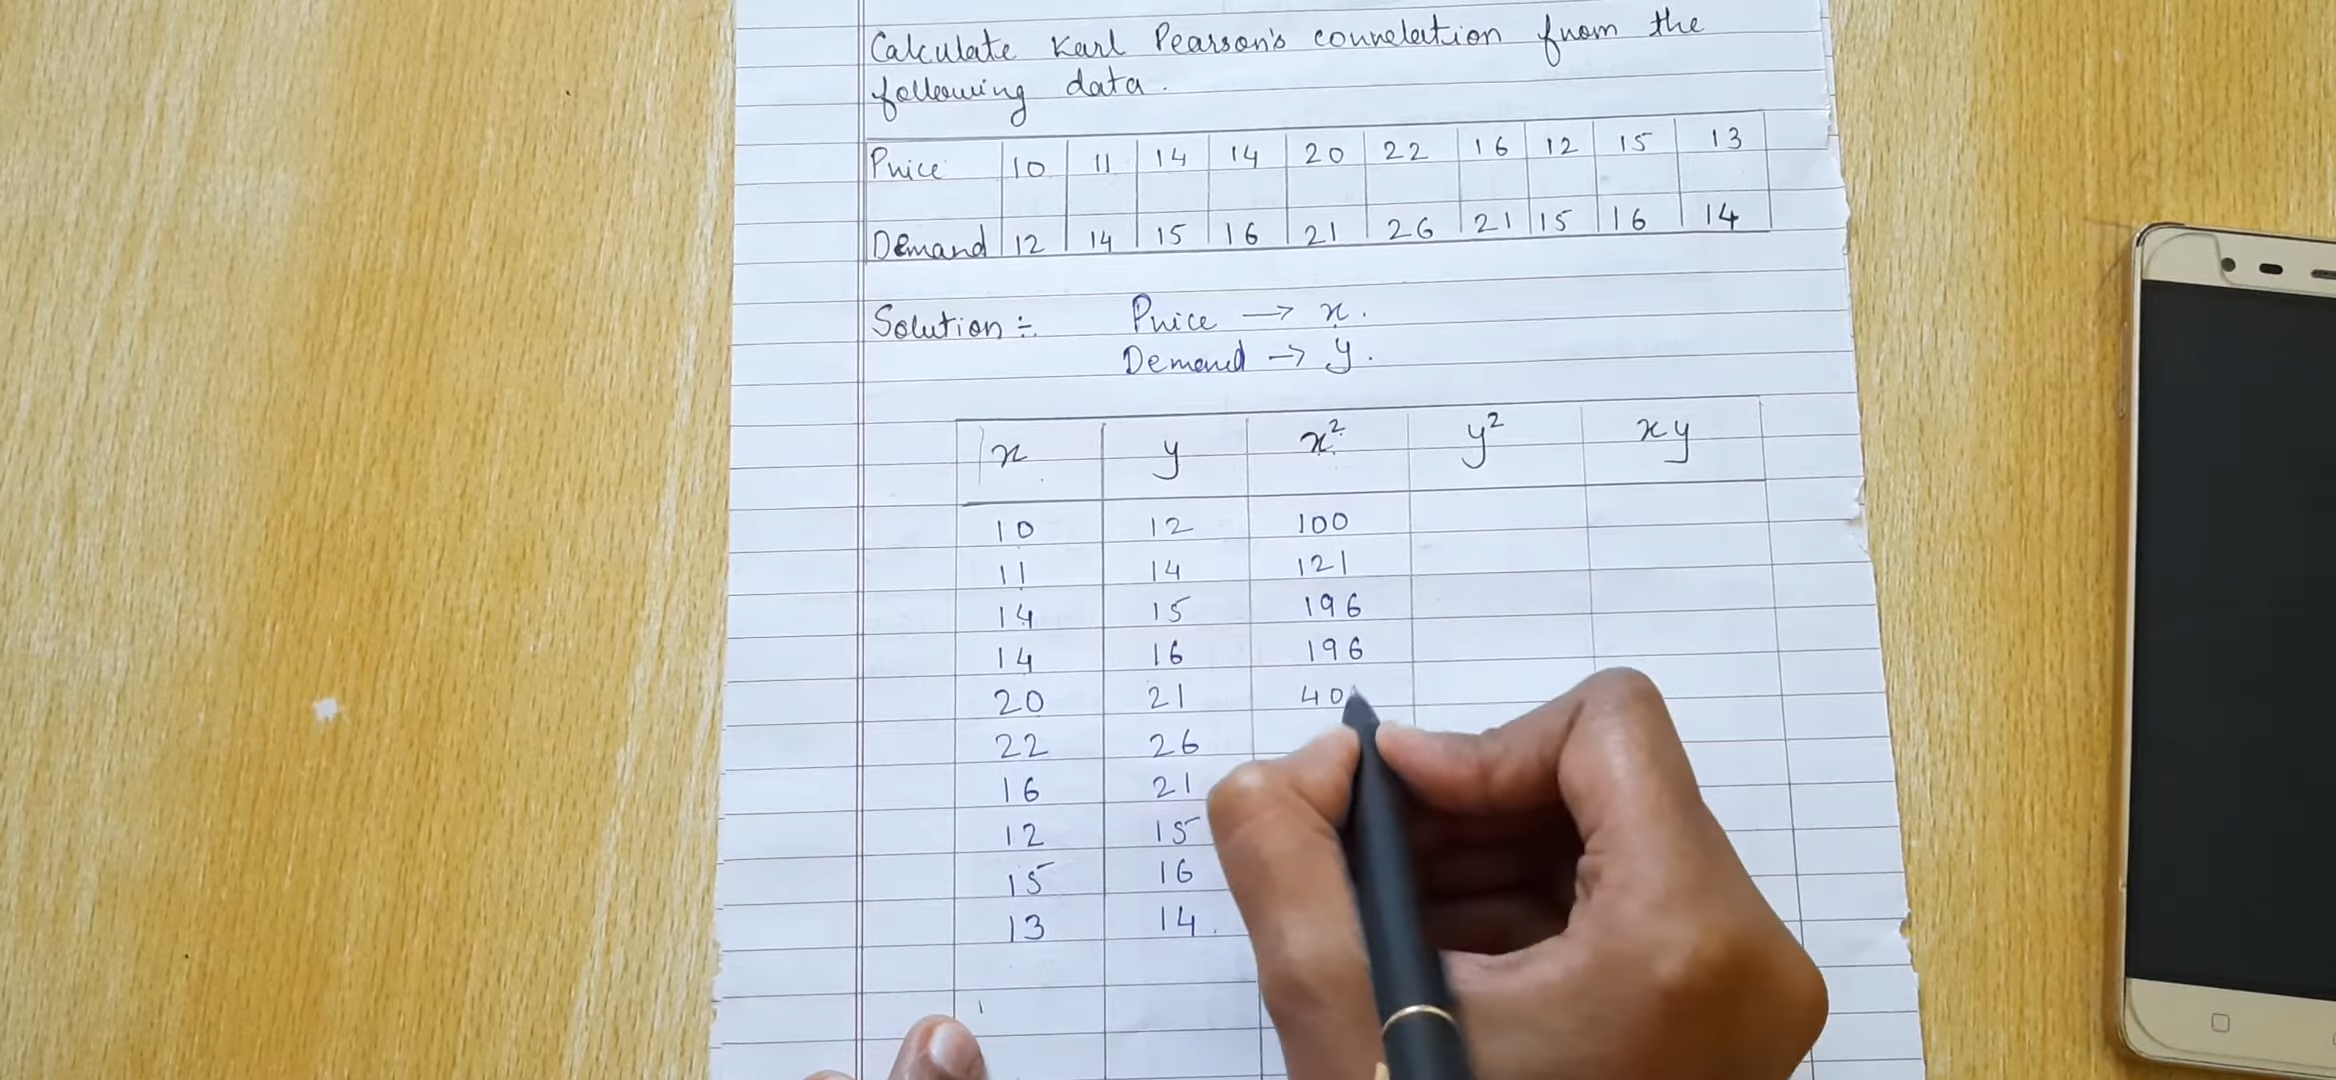 Calculate Karl Pearson's correlation from the
following data.
Price 10 11 14 14 20 22 16 12 15 13
Demand 12 14 15 16 21 26 21 15 16 14
Solution ÷ Price → x.
Demand → y.
x y x² y² xy
10 12 100
11 14 121
14 15 196
14 16 196
20 21 40
22 26
16 21
12 15
15 16
13 14.